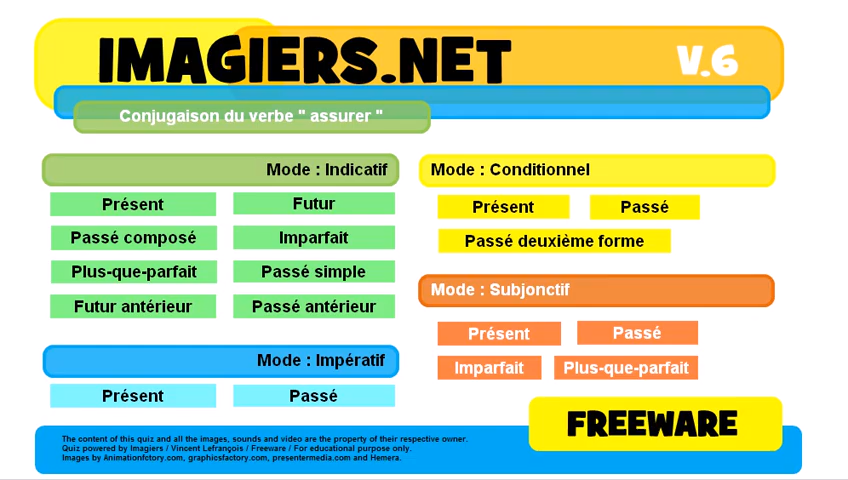 IMAGIERS.NET
V.6
Conjugaison du verbe " assurer "
Mode : Indicatif
Présent
Futur
Passé composé
Imparfait
Plus-que-parfait
Passé simple
Futur antérieur
Passé antérieur
Mode : Impératif
Présent
Passé
Mode : Conditionnel
Présent
Passé
Passé deuxième forme
Mode : Subjonctif
Présent
Passé
Imparfait
Plus-que-parfait
FREEWARE
The content of this quiz and all the images, sounds and video are the property of their respective owner.
Quiz powered by Imagiers / Vincent Lefrançois / Freeware / For educational purpose only.
Images by Animationfctory.com, graphicsfactory.com, presentermedia.com and Hemera.